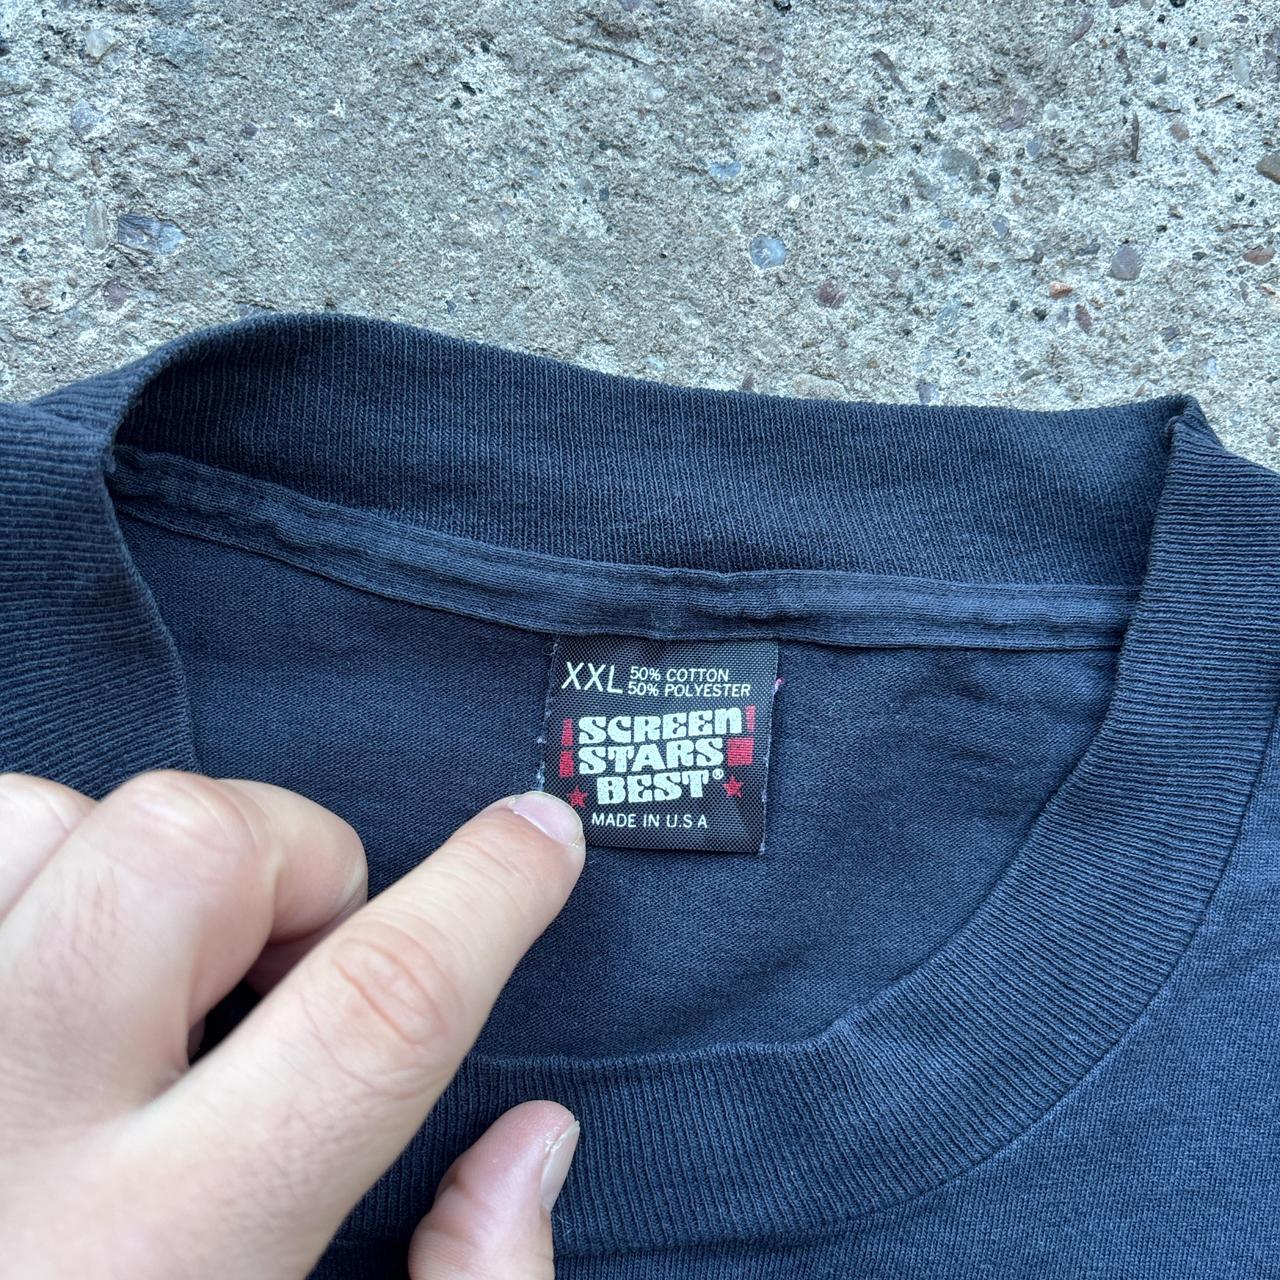 XXL 50% COTTON
50% POLYESTER
SCREEN
STARS
BEST®
MADE IN U.S.A